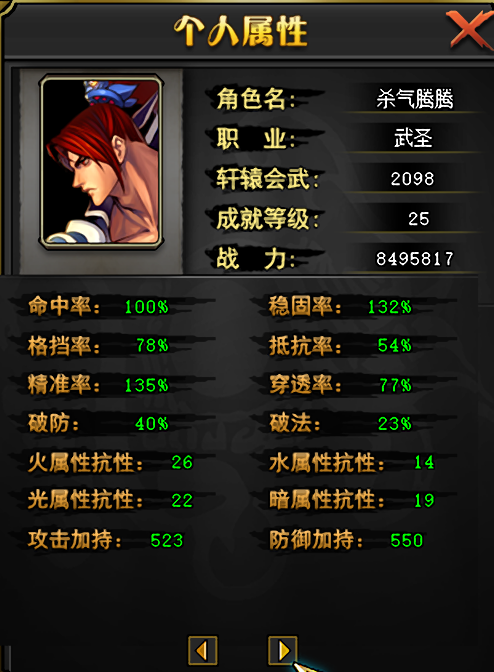 个人属性
角色名: 杀气腾腾
职 业: 武圣
轩辕会武: 2098
成就等级: 25
战 力: 8495817
命中率: 100% 稳固率: 132%
格挡率: 78% 抵抗率: 54%
精准率: 135% 穿透率: 77%
破防: 40% 破法: 23%
火属性抗性: 26 水属性抗性: 14
光属性抗性: 22 暗属性抗性: 19
攻击加持: 523 防御加持: 550